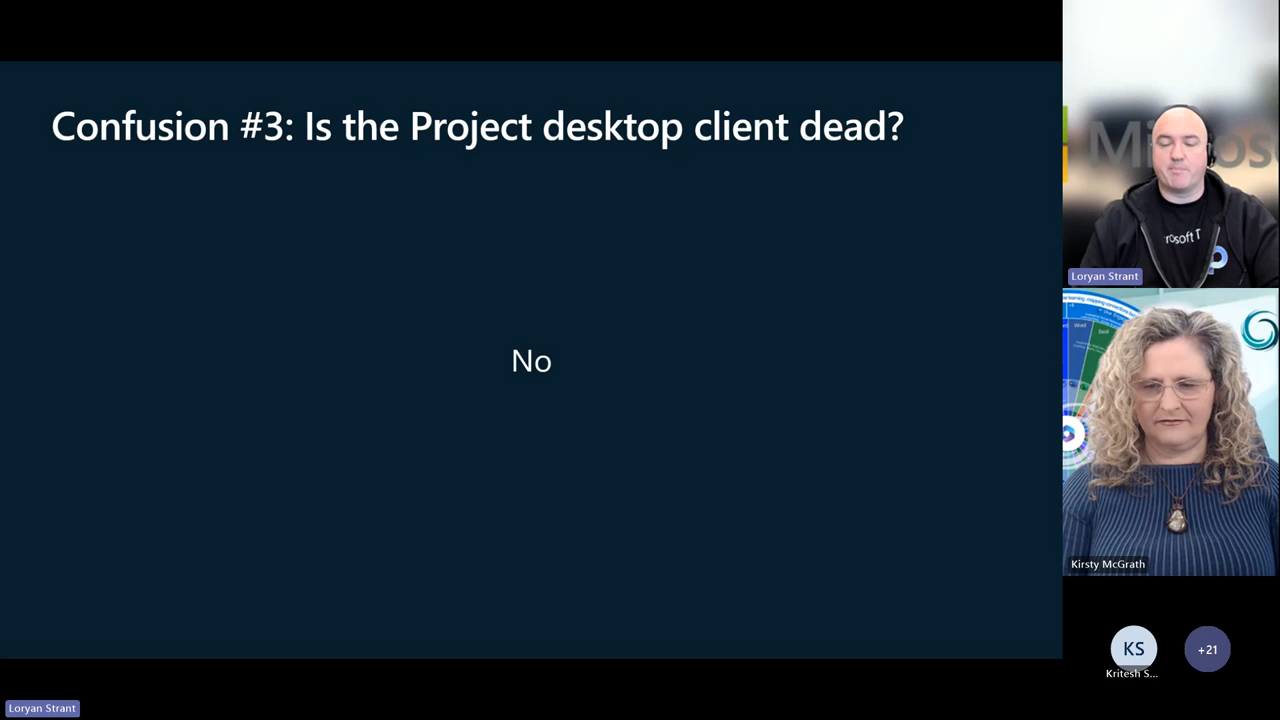 Confusion #3: Is the Project desktop client dead?
No
Loryan Strant
Kirsty McGrath
KS
Kritesh S...
+21
Loryan Strant